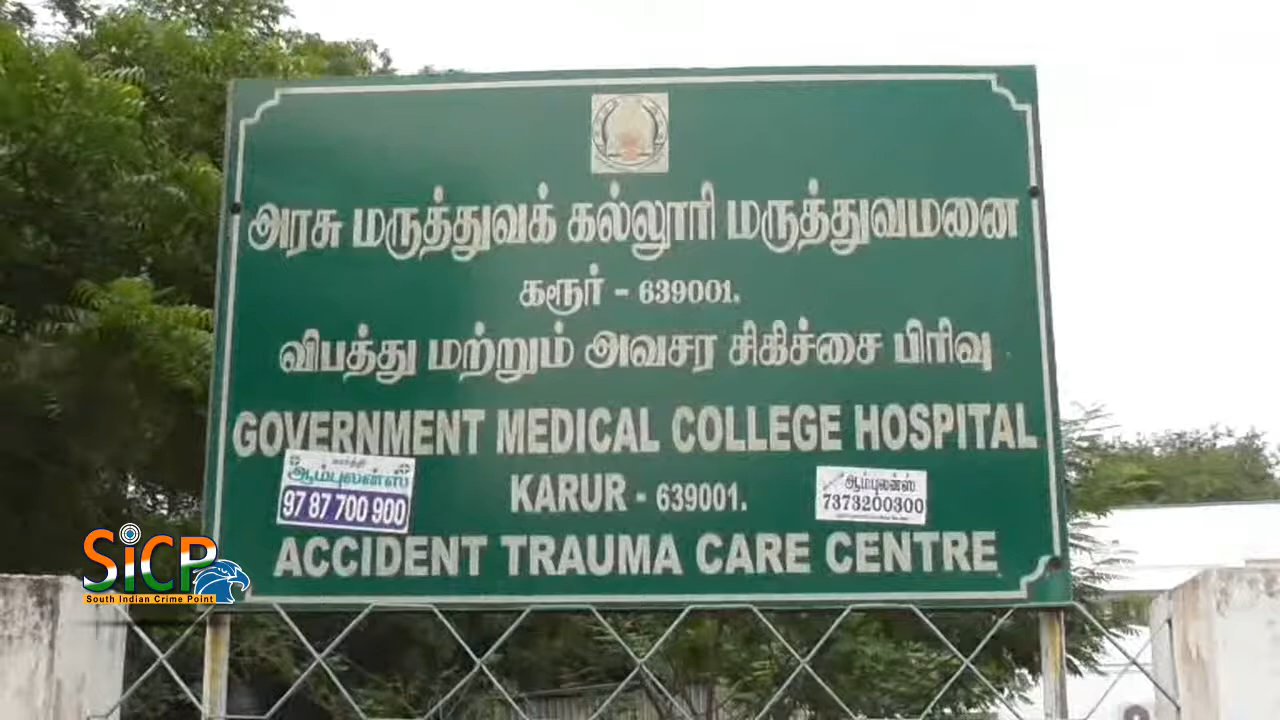 அரசு மருத்துவக் கல்லூரி மருத்துவமனை
கரூர் - 639001.
விபத்து மற்றும் அவசர சிகிச்சை பிரிவு
GOVERNMENT MEDICAL COLLEGE HOSPITAL
KARUR - 639001.
ACCIDENT TRAUMA CARE CENTRE
ஆம்புலன்ஸ்
97 87 700 900
ஆம்புலன்ஸ்
7373200300
SiCP
South Indian Crime Point